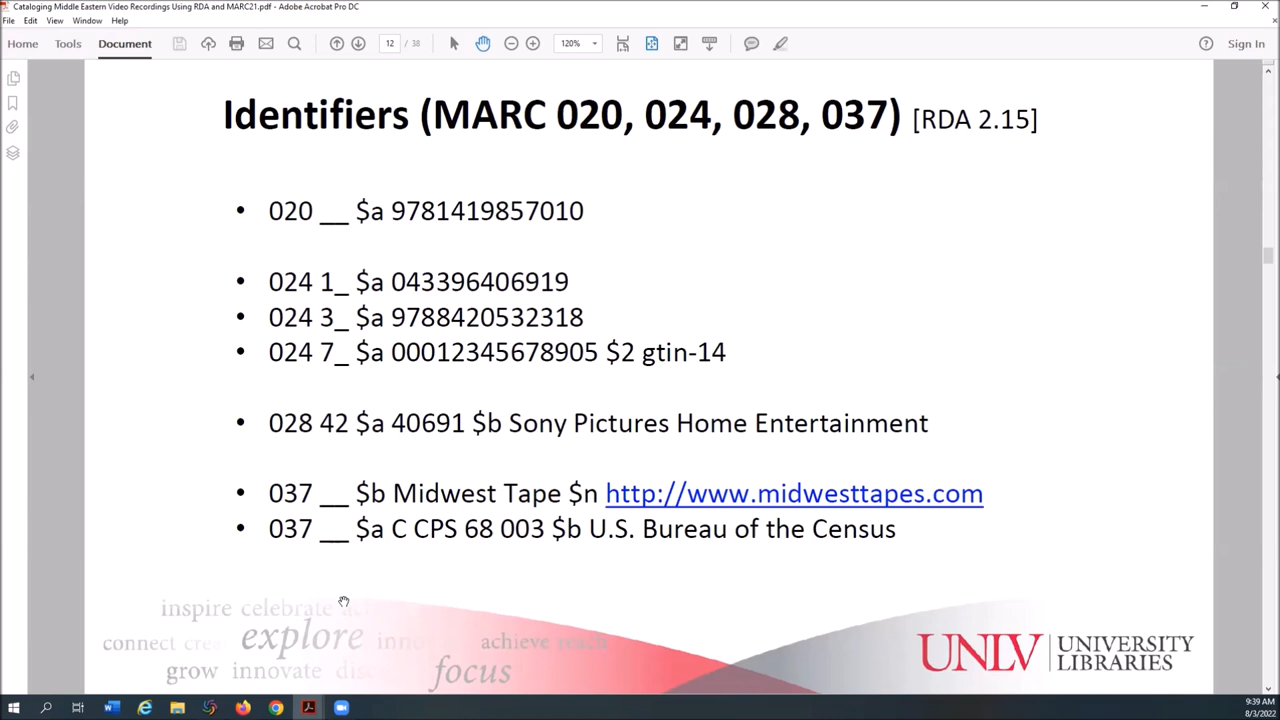 Cataloging Middle Eastern Video Recordings Using RDA and MARC21.pdf - Adobe Acrobat Pro DC
File Edit View Window Help
Home Tools Document 12 / 38 120% Sign In
Identifiers (MARC 020, 024, 028, 037) [RDA 2.15]
• 020 __ $a 9781419857010
• 024 1_ $a 043396406919
• 024 3_ $a 9788420532318
• 024 7_ $a 00012345678905 $2 gtin-14
• 028 42 $a 40691 $b Sony Pictures Home Entertainment
• 037 __ $b Midwest Tape $n http://www.midwesttapes.com
• 037 __ $a C CPS 68 003 $b U.S. Bureau of the Census
inspire celebrate
connect explore achieve reach
grow innovate focus
UNLV UNIVERSITY LIBRARIES
9:39 AM
8/3/2022